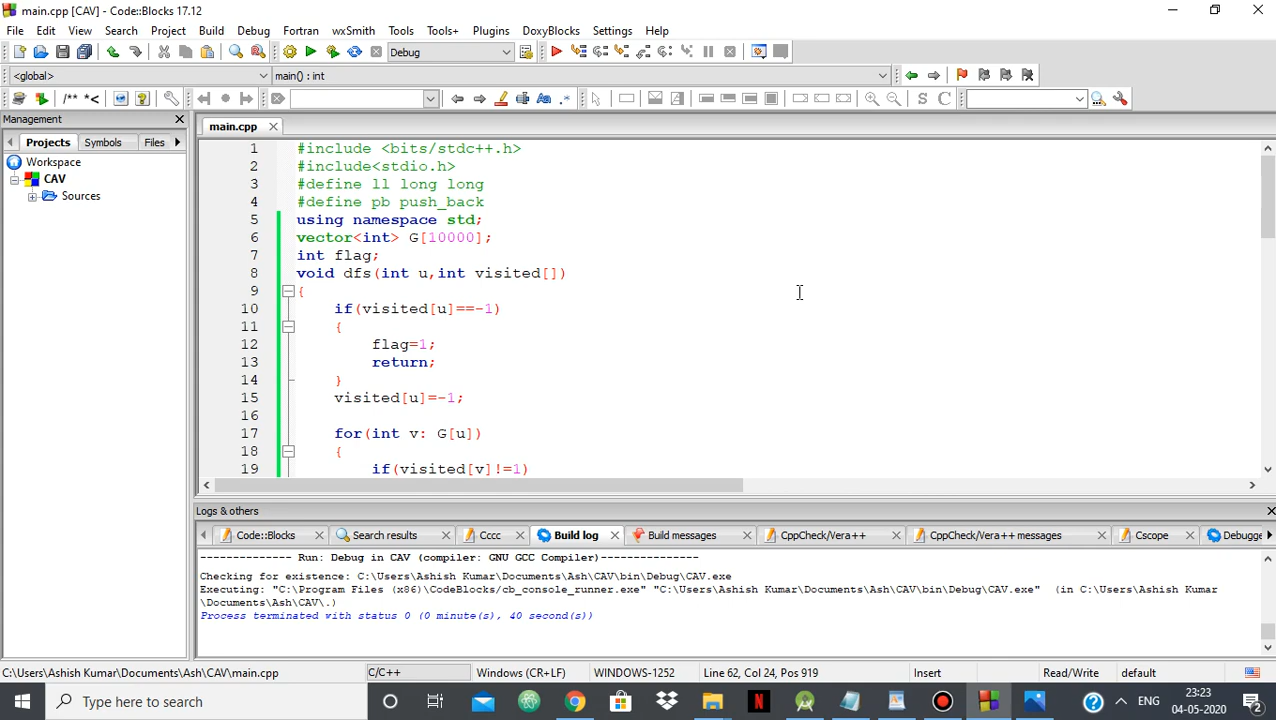 main.cpp [CAV] - Code::Blocks 17.12
File Edit View Search Project Build Debug Fortran wxSmith Tools Tools+ Plugins DoxyBlocks Settings Help
Debug
<global> main() : int
/** *< Aa .* S C
Management
Projects Symbols Files
Workspace
CAV
Sources
main.cpp
1 #include <bits/stdc++.h>
2 #include<stdio.h>
3 #define ll long long
4 #define pb push_back
5 using namespace std;
6 vector<int> G[10000];
7 int flag;
8 void dfs(int u,int visited[])
9 {
10 if(visited[u]==-1)
11 {
12 flag=1;
13 return;
14 }
15 visited[u]=-1;
16
17 for(int v: G[u])
18 {
19 if(visited[v]!=1)
Logs & others
Code::Blocks Search results Cccc Build log Build messages CppCheck/Vera++ CppCheck/Vera++ messages Cscope Debugge
-------------- Run: Debug in CAV (compiler: GNU GCC Compiler)---------------
Checking for existence: C:\Users\Ashish Kumar\Documents\Ash\CAV\bin\Debug\CAV.exe
Executing: "C:\Program Files (x86)\CodeBlocks/cb_console_runner.exe" "C:\Users\Ashish Kumar\Documents\Ash\CAV\bin\Debug\CAV.exe" (in C:\Users\Ashish Kumar
\Documents\Ash\CAV\.)
Process terminated with status 0 (0 minute(s), 40 second(s))
C:\Users\Ashish Kumar\Documents\Ash\CAV\main.cpp C/C++ Windows (CR+LF) WINDOWS-1252 Line 62, Col 24, Pos 919 Insert Read/Write default
Type here to search
ENG
23:23
04-05-2020
2